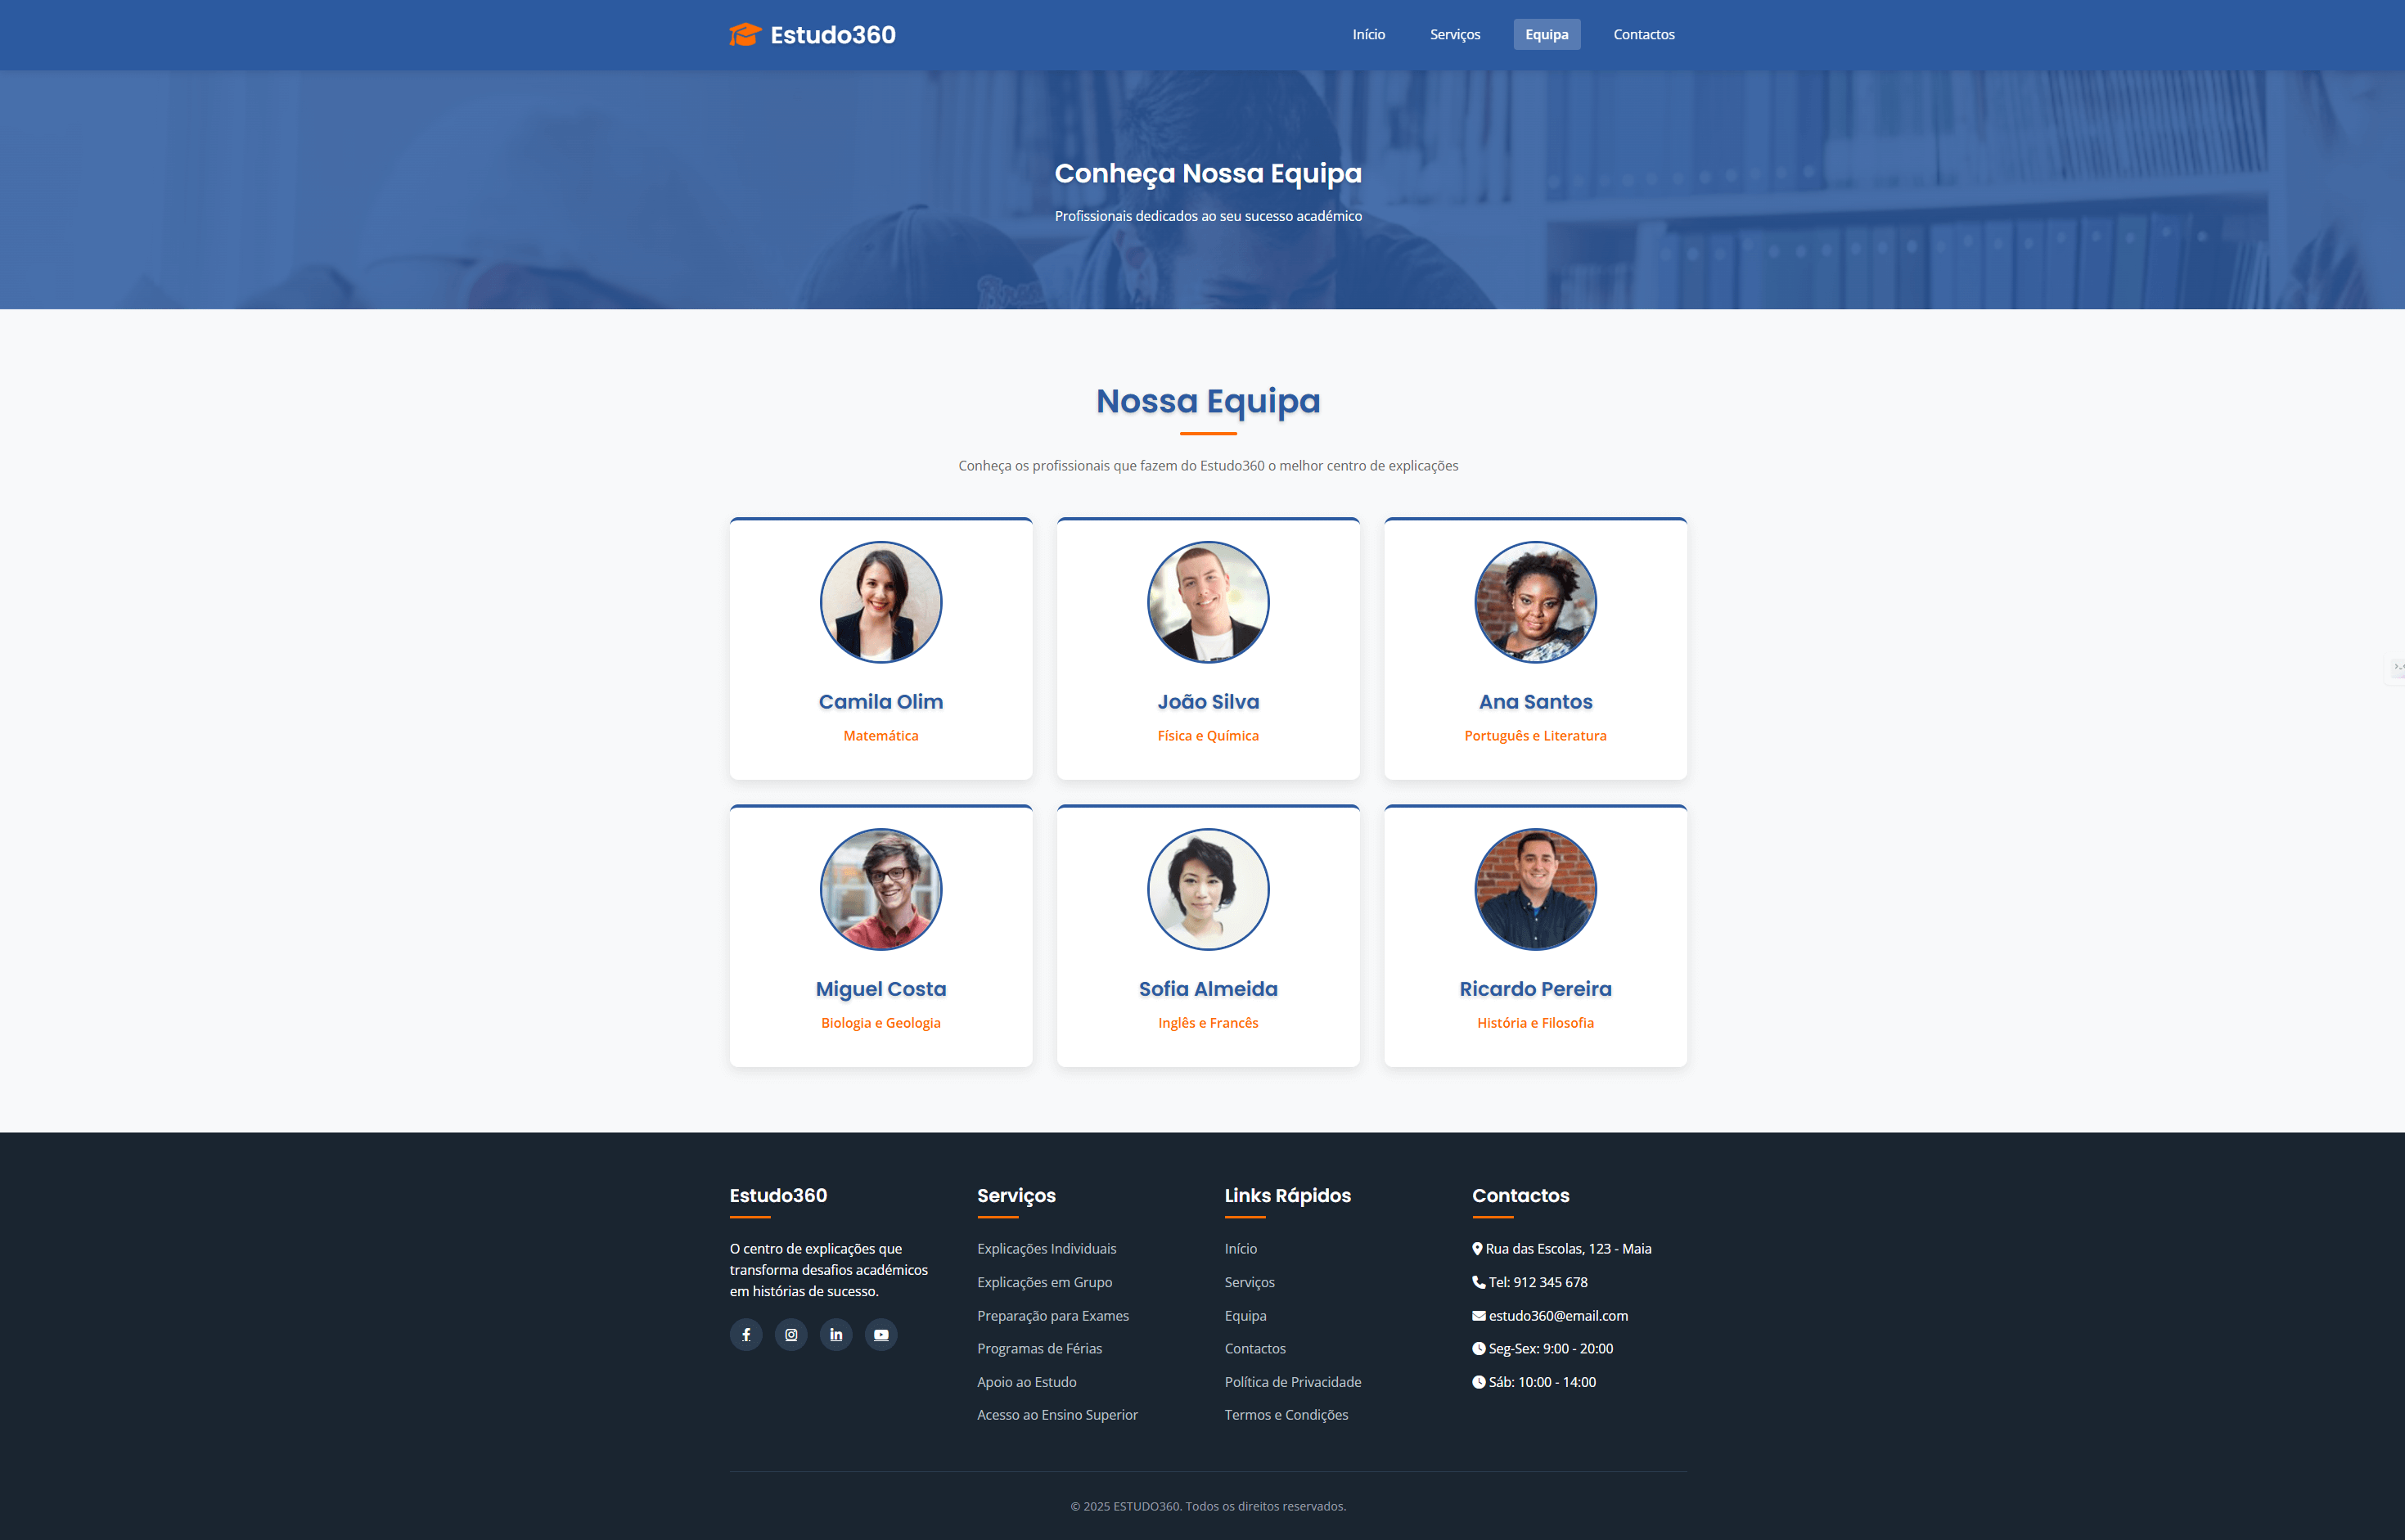 Estudo360
Início
Serviços
Equipa
Contactos
Conheça Nossa Equipa
Profissionais dedicados ao seu sucesso académico
Nossa Equipa
Conheça os profissionais que fazem do Estudo360 o melhor centro de explicações
Camila Olim
Matemática
João Silva
Física e Química
Ana Santos
Português e Literatura
Miguel Costa
Biologia e Geologia
Sofia Almeida
Inglês e Francês
Ricardo Pereira
História e Filosofia
Estudo360
O centro de explicações que
transforma desafios académicos
em histórias de sucesso.
Serviços
Explicações Individuais
Explicações em Grupo
Preparação para Exames
Programas de Férias
Apoio ao Estudo
Acesso ao Ensino Superior
Links Rápidos
Início
Serviços
Equipa
Contactos
Política de Privacidade
Termos e Condições
Contactos
Rua das Escolas, 123 - Maia
Tel: 912 345 678
estudo360@email.com
Seg-Sex: 9:00 - 20:00
Sáb: 10:00 - 14:00
© 2025 ESTUDO360. Todos os direitos reservados.